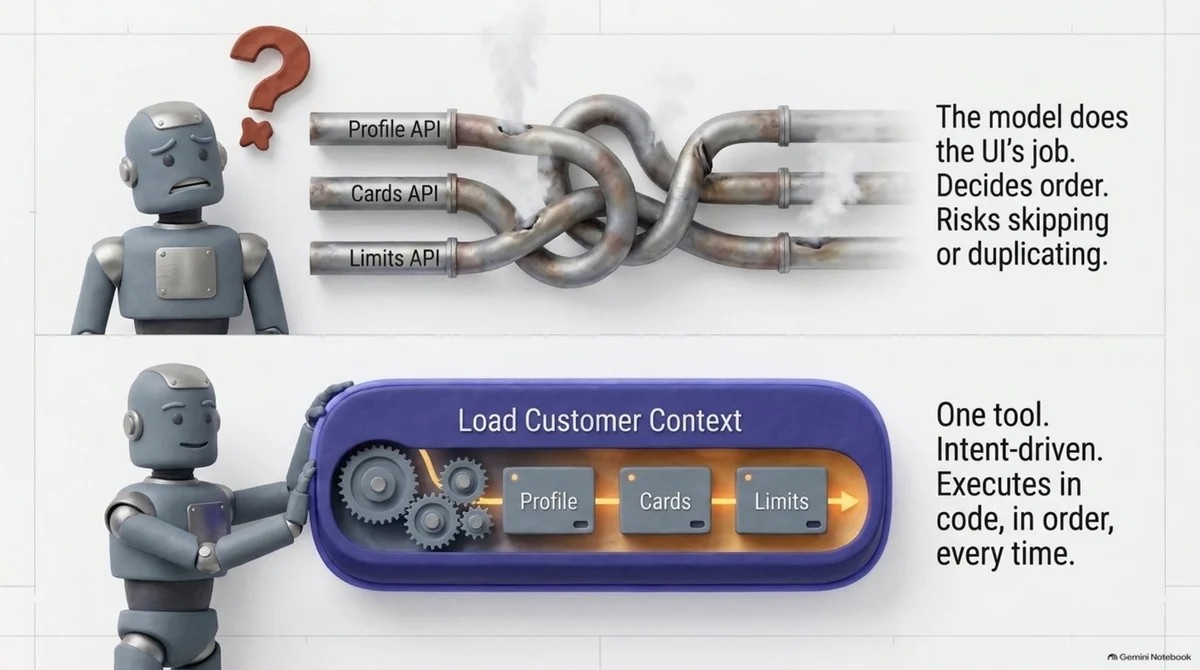 ?
Profile API
Cards API
Limits API
The model does
the UI's job.
Decides order.
Risks skipping
or duplicating.
Load Customer Context
Profile
Cards
Limits
One tool.
Intent-driven.
Executes in
code, in order,
every time.
Gemini Notebook